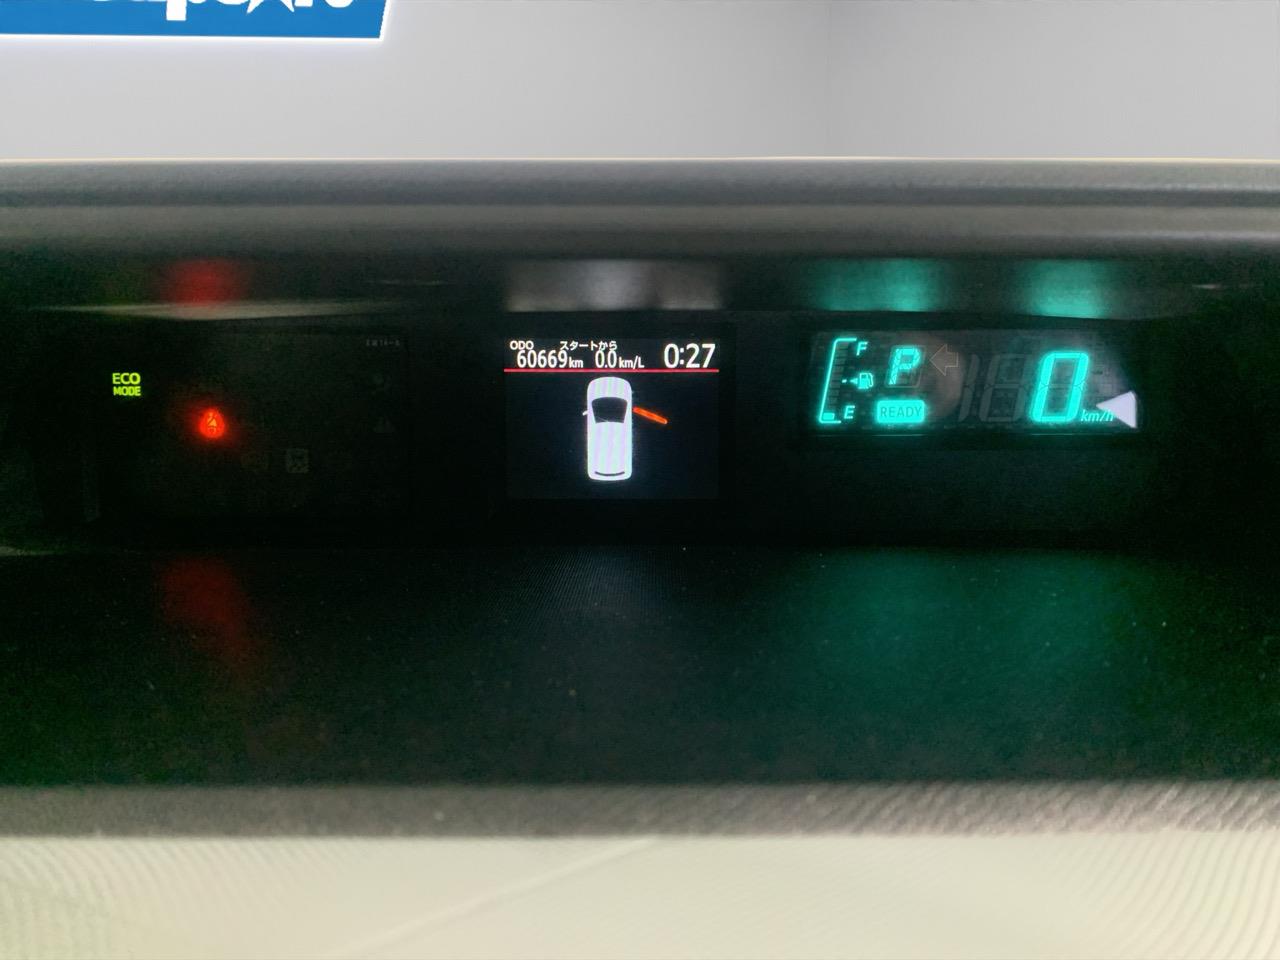 ECO
MODE
ODO スタートから
60669km 0.0km/L 0:27
F
P
E
READY
0 km/h